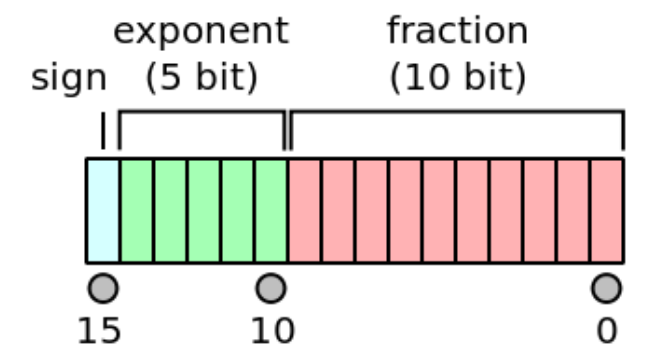 exponent
fraction
sign
(5 bit)
(10 bit)
15
10
0